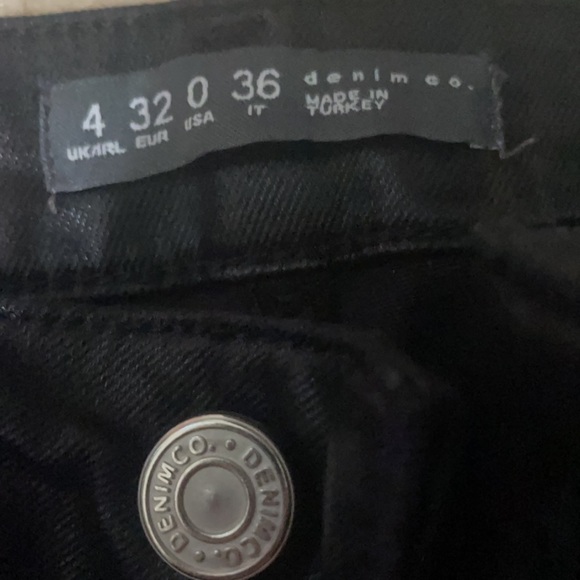 4 32 0 36 denim co.
UK/IRL EUR USA IT MADE IN
TURKEY
DENIMCO. • DENIMCO. •